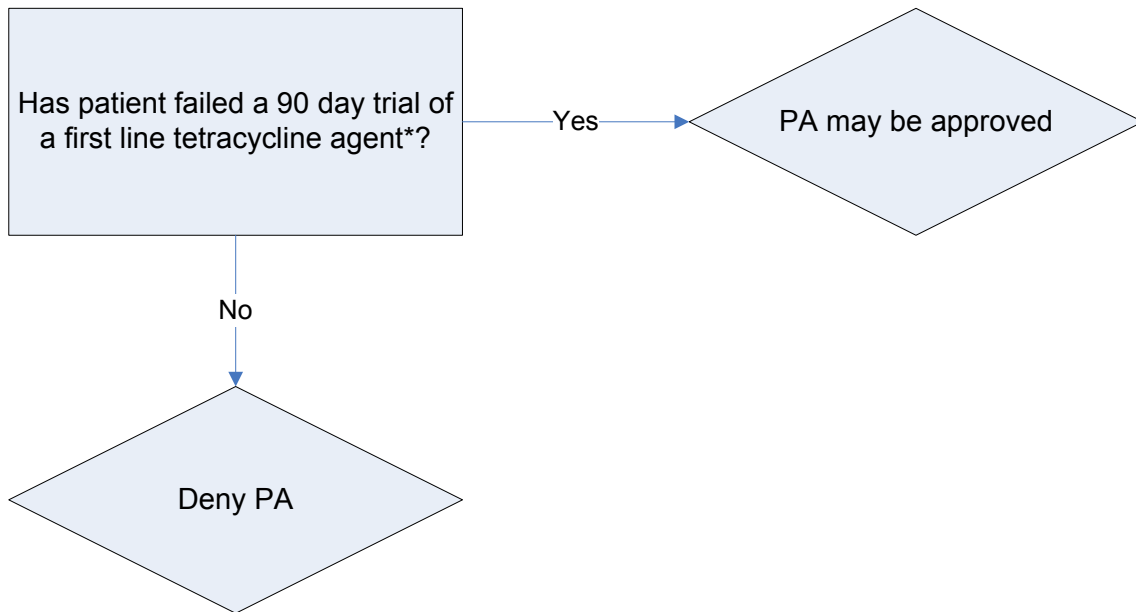 Has patient failed a 90 day trial of
a first line tetracycline agent*?
Yes
PA may be approved
No
Deny PA